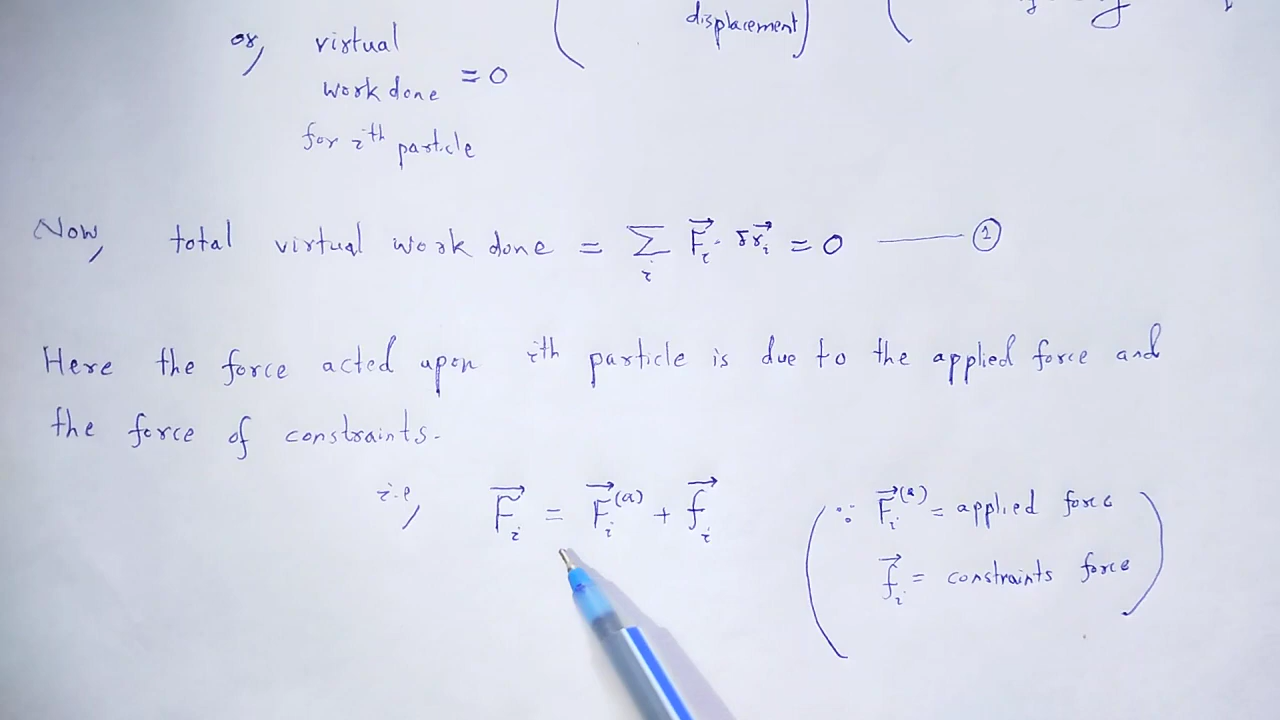 displacement)
or, virtual
work done = 0
for ith particle
Now, total virtual work done = ∑ᵢ F⃗ᵢ · δr⃗ᵢ = 0 —— ①
Here the force acted upon ith particle is due to the applied force and
the force of constraints.
i.e, F⃗ᵢ = F⃗ᵢ⁽ᵃ⁾ + f⃗ᵢ (∵ F⃗ᵢ⁽ᵃ⁾ = applied force
f⃗ᵢ = constraints force)